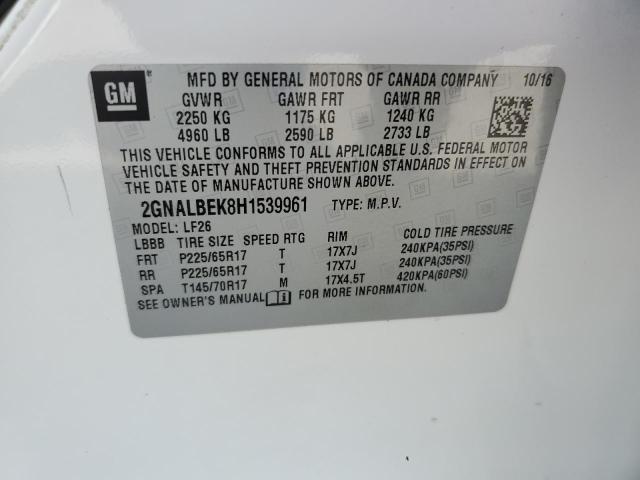 GM
MFD BY GENERAL MOTORS OF CANADA COMPANY 10/16
GVWR GAWR FRT GAWR RR
2250 KG 1175 KG 1240 KG
4960 LB 2590 LB 2733 LB
THIS VEHICLE CONFORMS TO ALL APPLICABLE U.S. FEDERAL MOTOR
VEHICLE SAFETY AND THEFT PREVENTION STANDARDS IN EFFECT ON
THE DATE OF MANUFACTURE SHOWN ABOVE.
2GNALBEK8H1539961 TYPE: M.P.V.
MODEL: LF26
LBBB TIRE SIZE SPEED RTG RIM COLD TIRE PRESSURE
FRT P225/65R17 T 17X7J 240KPA(35PSI)
RR P225/65R17 T 17X7J 240KPA(35PSI)
SPA T145/70R17 M 17X4.5T 420KPA(60PSI)
SEE OWNER'S MANUAL FOR MORE INFORMATION.